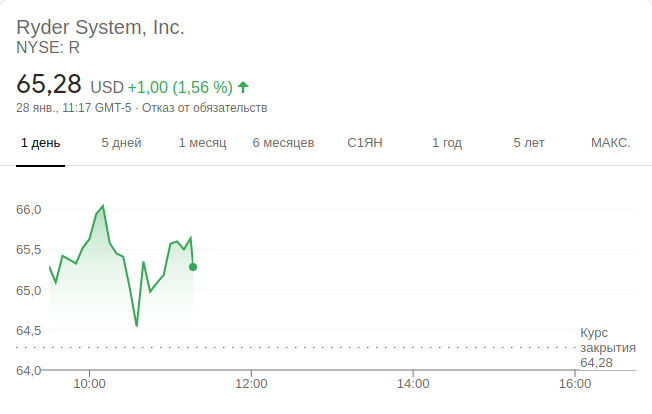 Ryder System, Inc.
NYSE: R
65,28 USD +1,00 (1,56 %)
28 янв., 11:17 GMT-5 · Отказ от обязательств
1 день 5 дней 1 месяц 6 месяцев С1ЯН 1 год 5 лет МАКС.
66,0
65,5
65,0
64,5
64,0
Курс
закрытия
64,28
10:00 12:00 14:00 16:00